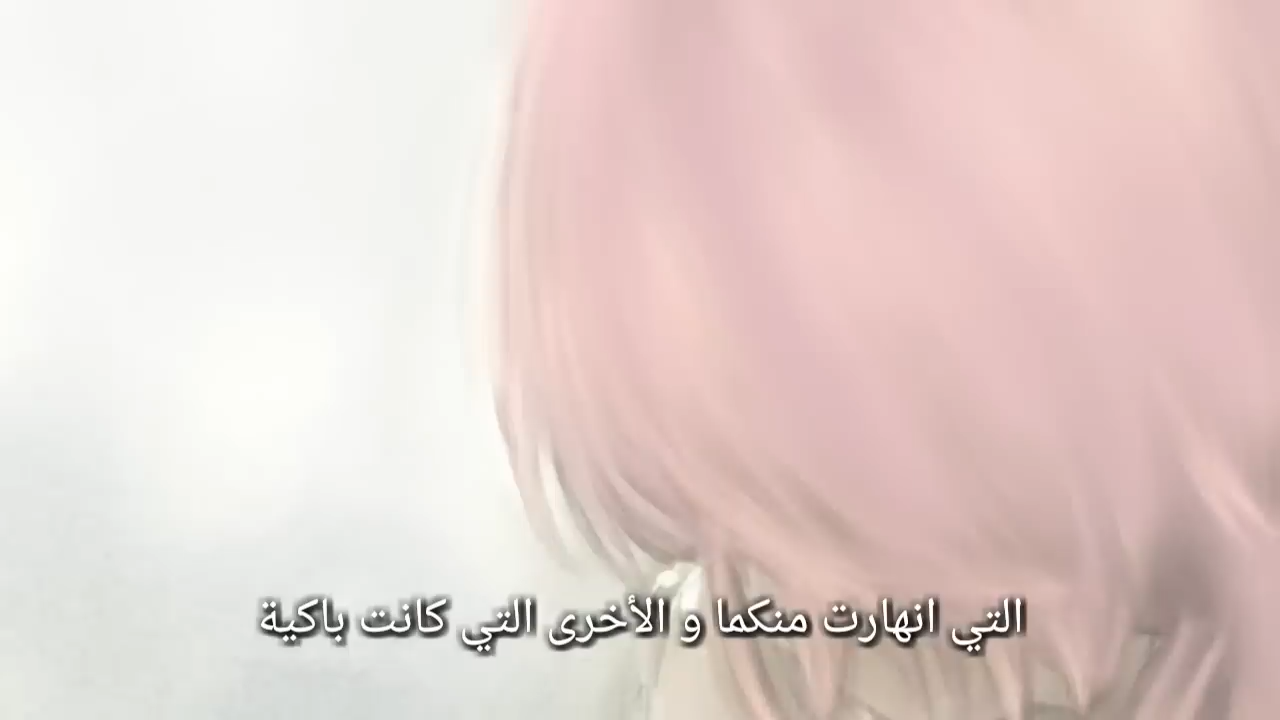 التي انهارت منكما و الأخرى التي كانت باكية